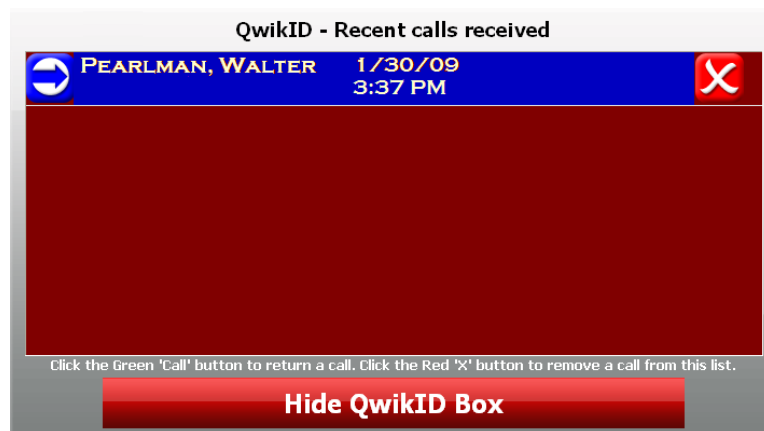 QwikID - Recent calls received
Pearlman, Walter 1/30/09
3:37 PM
Click the Green 'Call' button to return a call. Click the Red 'X' button to remove a call from this list.
Hide QwikID Box